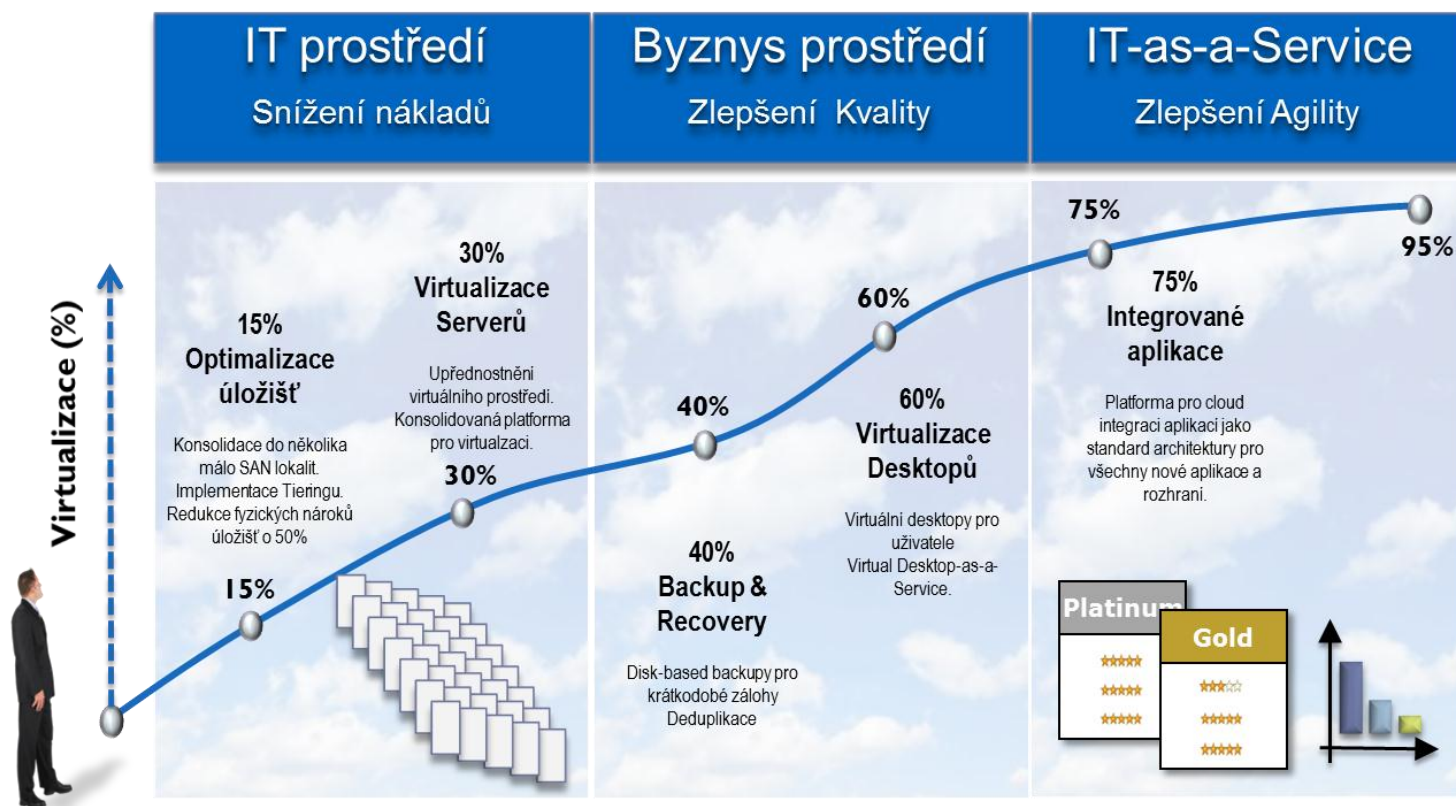 IT prostředí
Snížení nákladů
Byznys prostředí
Zlepšení Kvality
IT-as-a-Service
Zlepšení Agility
Virtualizace (%)
15%
Optimalizace
úložišť
Konsolidace do několika
málo SAN lokalit.
Implementace Tieringu.
Redukce fyzických nároků
úložišť o 50%
15%
30%
Virtualizace
Serverů
Upřednostnění
virtuálního prostředí.
Konsolidovaná platforma
pro virtualzaci.
30%
40%
40%
Backup &
Recovery
Disk-based backupy pro
krátkodobé zálohy
Deduplikace
60%
60%
Virtualizace
Desktopů
Virtuální desktopy pro
uživatele
Virtual Desktop-as-a-
Service.
75%
75%
Integrované
aplikace
Platforma pro cloud
integraci aplikací jako
standard architektury pro
všechny nové aplikace a
rozhraní.
95%
Platinum
Gold